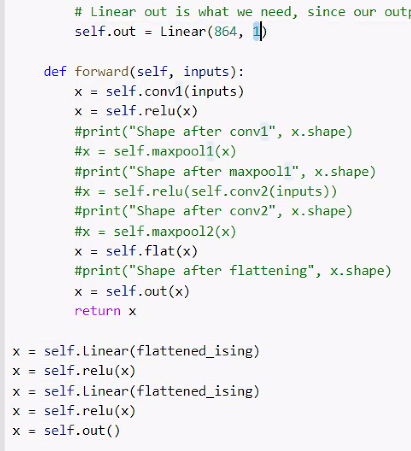 # Linear out is what we need, since our outp
self.out = Linear(864, 1)
def forward(self, inputs):
x = self.conv1(inputs)
x = self.relu(x)
#print("Shape after conv1", x.shape)
#x = self.maxpool1(x)
#print("Shape after maxpool1", x.shape)
#x = self.relu(self.conv2(inputs))
#print("Shape after conv2", x.shape)
#x = self.maxpool2(x)
x = self.flat(x)
#print("Shape after flattening", x.shape)
x = self.out(x)
return x
x = self.Linear(flattened_ising)
x = self.relu(x)
x = self.Linear(flattened_ising)
x = self.relu(x)
x = self.out()